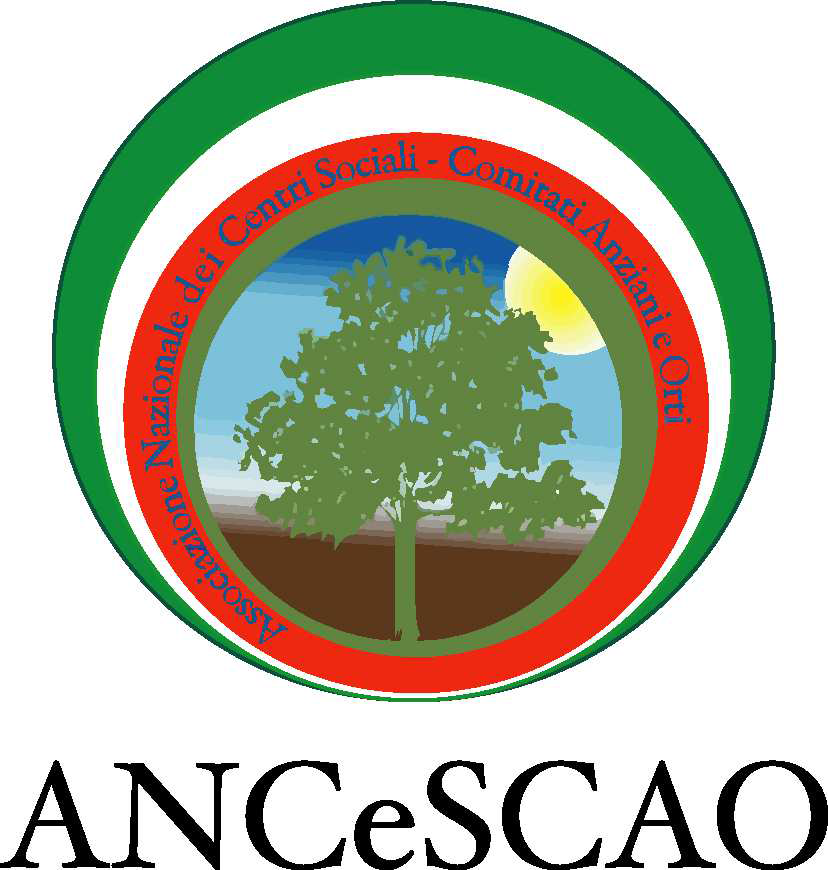 Associazione Nazionale dei Centri Sociali - Comitati Anziani e Orti
ANCeSCAO